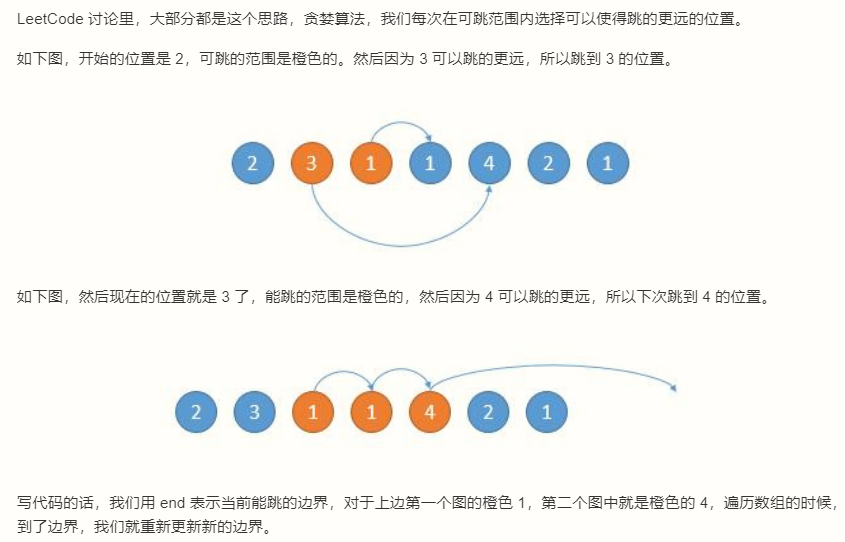 LeetCode 讨论里，大部分都是这个思路，贪婪算法，我们每次在可跳范围内选择可以使得跳的更远的位置。
如下图，开始的位置是 2，可跳的范围是橙色的。然后因为 3 可以跳的更远，所以跳到 3 的位置。
2 3 1 1 4 2 1
如下图，然后现在的位置就是 3 了，能跳的范围是橙色的，然后因为 4 可以跳的更远，所以下次跳到 4 的位置。
2 3 1 1 4 2 1
写代码的话，我们用 end 表示当前能跳的边界，对于上边第一个图的橙色 1，第二个图中就是橙色的 4，遍历数组的时候，
到了边界，我们就重新更新新的边界。